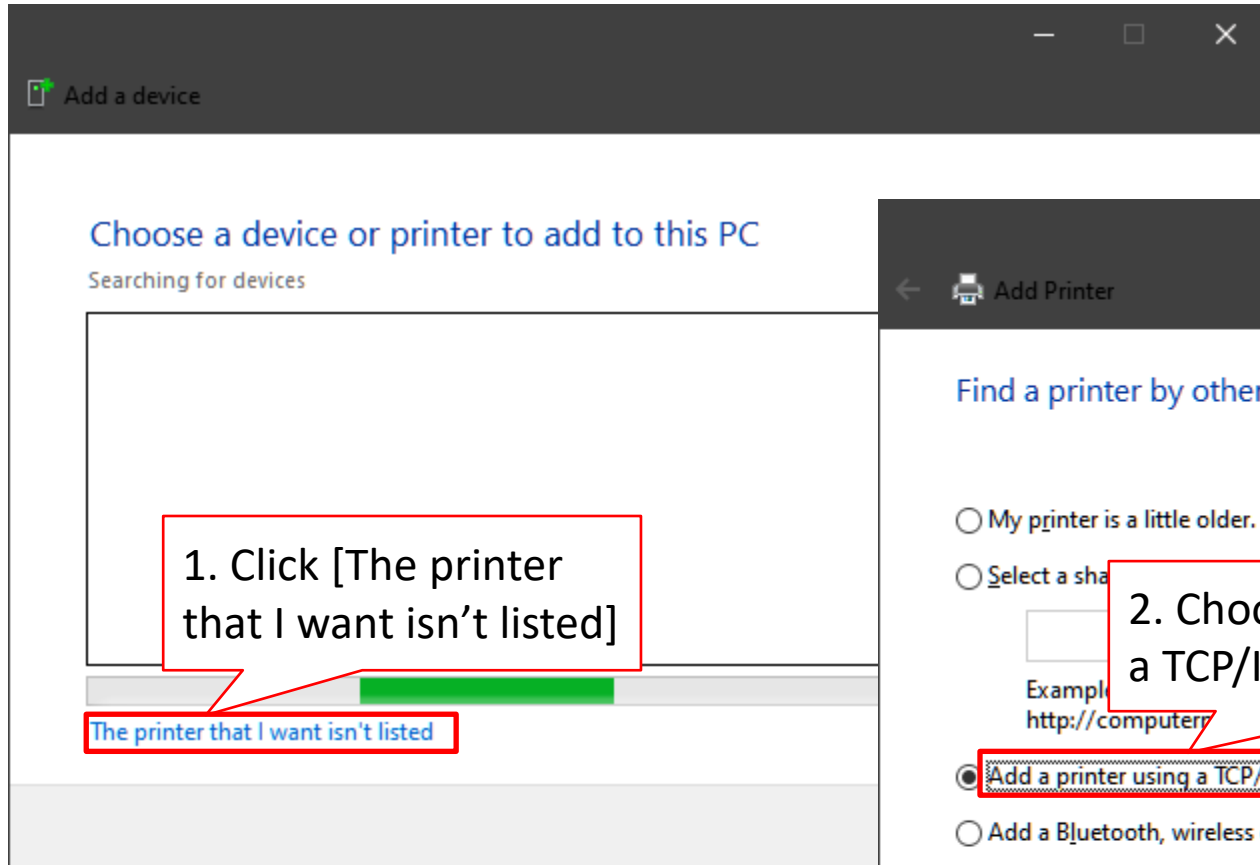 Add a device
Choose a device or printer to add to this PC
Searching for devices
1. Click [The printer
that I want isn’t listed]
The printer that I want isn't listed
Add Printer
Find a printer by other
My printer is a little older.
Select a sha
2. Choo
a TCP/I
Exampl
http://computern
Add a printer using a TCP/
Add a Bluetooth, wireless